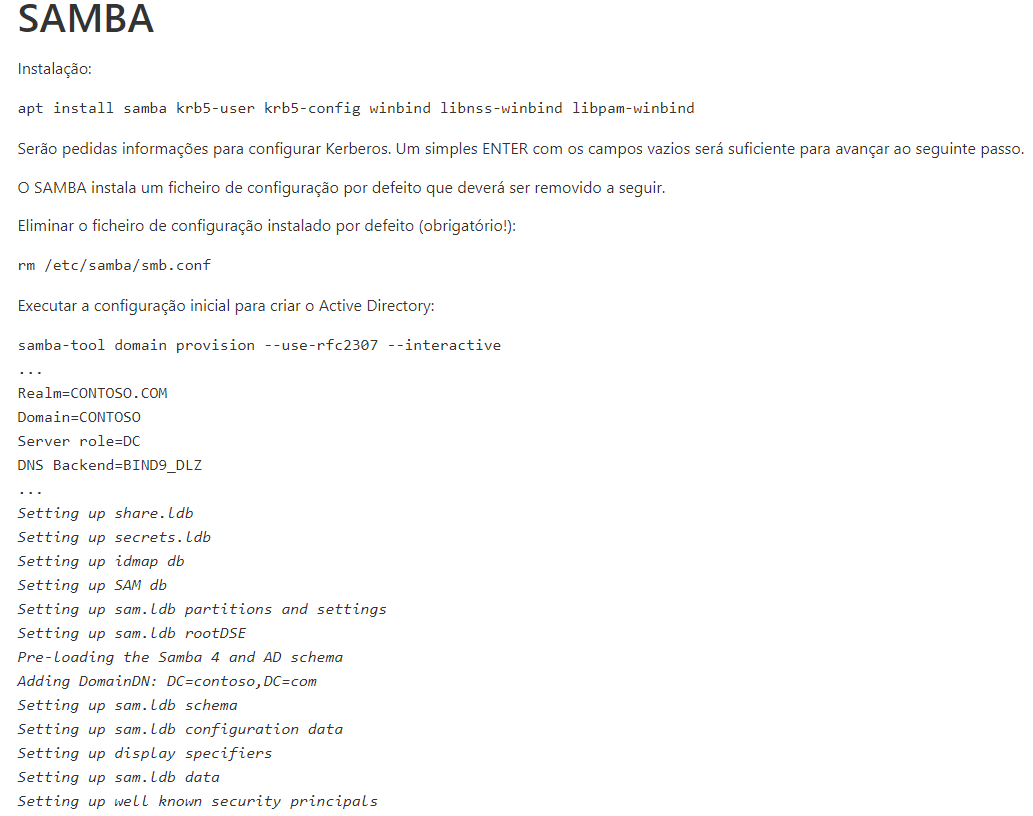 SAMBA
Instalação:
apt install samba krb5-user krb5-config winbind libnss-winbind libpam-winbind
Serão pedidas informações para configurar Kerberos. Um simples ENTER com os campos vazios será suficiente para avançar ao seguinte passo.
O SAMBA instala um ficheiro de configuração por defeito que deverá ser removido a seguir.
Eliminar o ficheiro de configuração instalado por defeito (obrigatório!):
rm /etc/samba/smb.conf
Executar a configuração inicial para criar o Active Directory:
samba-tool domain provision --use-rfc2307 --interactive
...
Realm=CONTOSO.COM
Domain=CONTOSO
Server role=DC
DNS Backend=BIND9_DLZ
...
Setting up share.ldb
Setting up secrets.ldb
Setting up idmap db
Setting up SAM db
Setting up sam.ldb partitions and settings
Setting up sam.ldb rootDSE
Pre-loading the Samba 4 and AD schema
Adding DomainDN: DC=contoso,DC=com
Setting up sam.ldb schema
Setting up sam.ldb configuration data
Setting up display specifiers
Setting up sam.ldb data
Setting up well known security principals